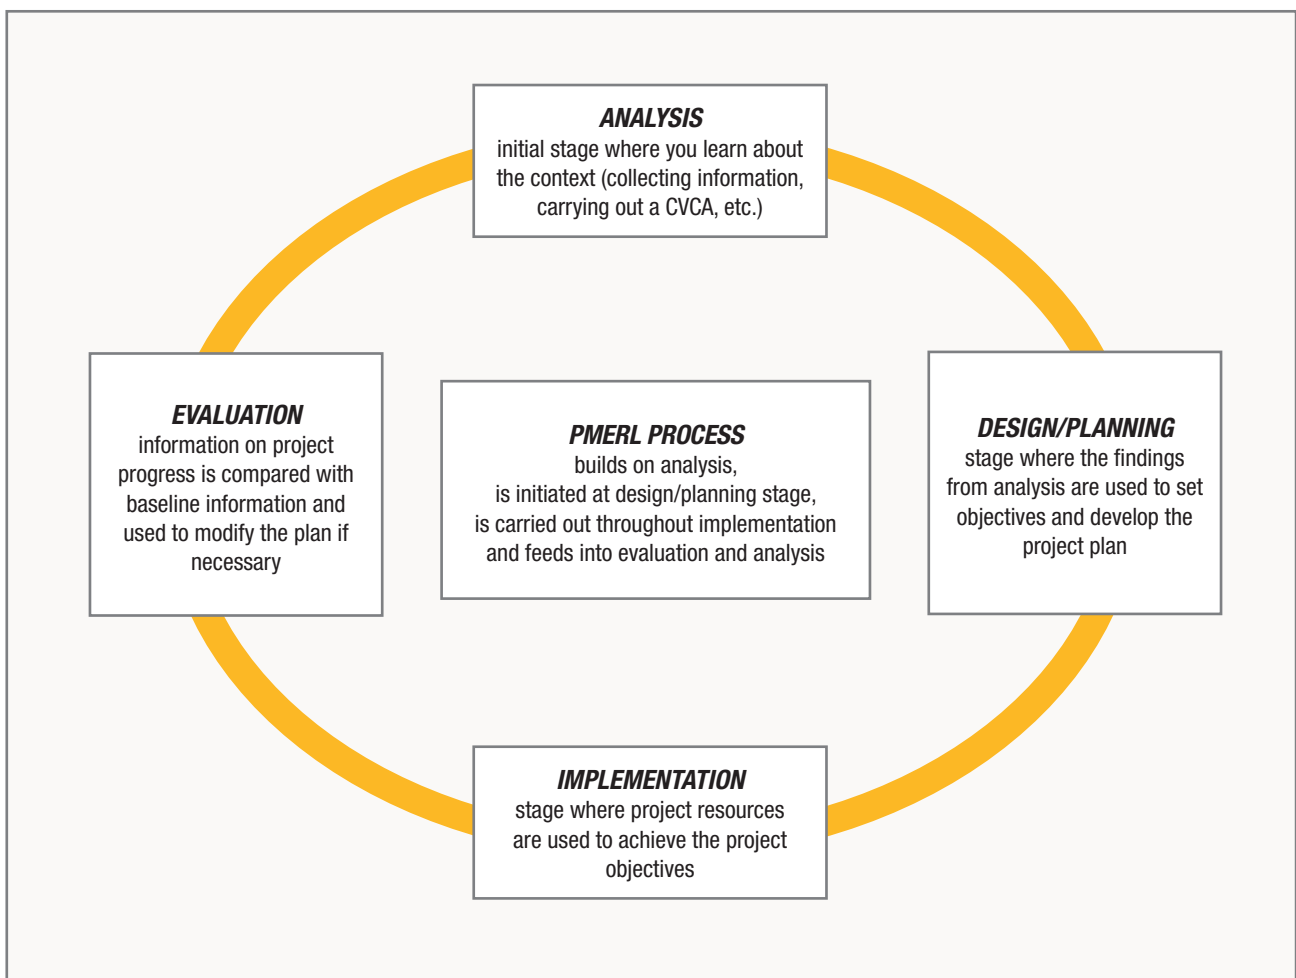 ANALYSIS
initial stage where you learn about
the context (collecting information,
carrying out a CVCA, etc.)
EVALUATION
information on project
progress is compared with
baseline information and
used to modify the plan if
necessary
PMERL PROCESS
builds on analysis,
is initiated at design/planning stage,
is carried out throughout implementation
and feeds into evaluation and analysis
DESIGN/PLANNING
stage where the findings
from analysis are used to set
objectives and develop the
project plan
IMPLEMENTATION
stage where project resources
are used to achieve the project
objectives